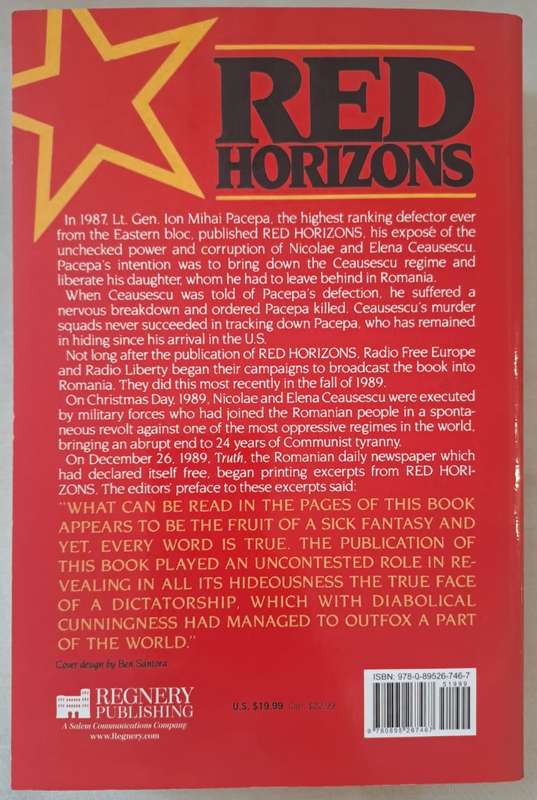 RED
HORIZONS
In 1987, Lt. Gen. Ion Mihai Pacepa, the highest ranking defector ever
from the Eastern bloc, published RED HORIZONS, his exposé of the
unchecked power and corruption of Nicolae and Elena Ceausescu.
Pacepa's intention was to bring down the Ceausescu regime and
liberate his daughter, whom he had to leave behind in Romania.
When Ceausescu was told of Pacepa's defection, he suffered a
nervous breakdown and ordered Pacepa killed. Ceausescu's murder
squads never succeeded in tracking down Pacepa, who has remained
in hiding since his arrival in the U.S.
Not long after the publication of RED HORIZONS, Radio Free Europe
and Radio Liberty began their campaigns to broadcast the book into
Romania. They did this most recently in the fall of 1989.
On Christmas Day, 1989, Nicolae and Elena Ceausescu were executed
by military forces who had joined the Romanian people in a sponta-
neous revolt against one of the most oppressive regimes in the world,
bringing an abrupt end to 24 years of Communist tyranny.
On December 26, 1989, Truth, the Romanian daily newspaper which
had declared itself free, began printing excerpts from RED HORI-
ZONS. The editors' preface to these excerpts said:
"WHAT CAN BE READ IN THE PAGES OF THIS BOOK
APPEARS TO BE THE FRUIT OF A SICK FANTASY AND
YET, EVERY WORD IS TRUE. THE PUBLICATION OF
THIS BOOK PLAYED AN UNCONTESTED ROLE IN RE-
VEALING IN ALL ITS HIDEOUSNESS THE TRUE FACE
OF A DICTATORSHIP, WHICH WITH DIABOLICAL
CUNNINGNESS HAD MANAGED TO OUTFOX A PART
OF THE WORLD."
Cover design by Ben Santora
REGNERY
PUBLISHING
A Salem Communications Company
www.Regnery.com
U.S. $19.99 Can. $22.99
ISBN: 978-0-89526-746-7
51999
9 780895 267467